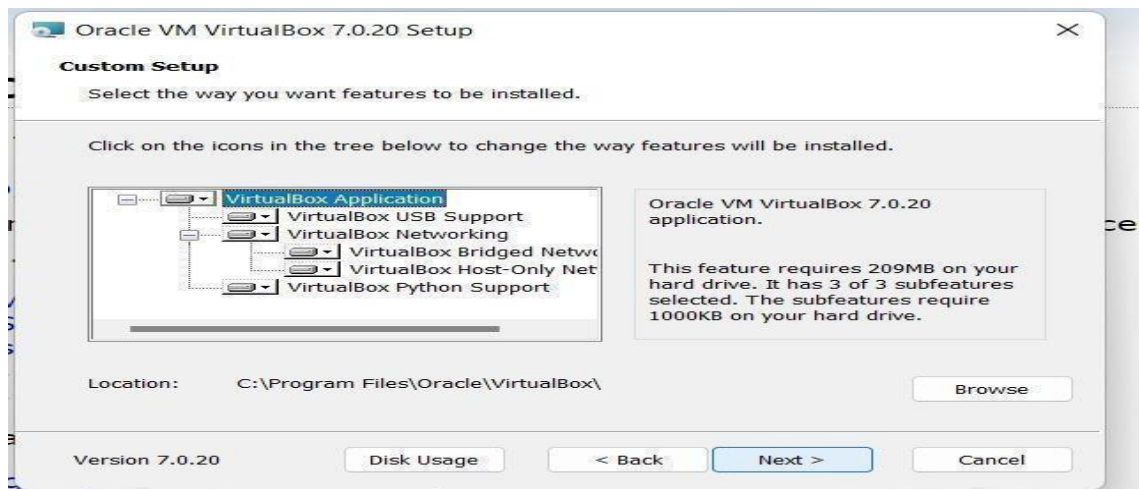 Oracle VM VirtualBox 7.0.20 Setup
Custom Setup
Select the way you want features to be installed.
Click on the icons in the tree below to change the way features will be installed.
VirtualBox Application
VirtualBox USB Support
VirtualBox Networking
VirtualBox Bridged Netw
VirtualBox Host-Only Net
VirtualBox Python Support
Oracle VM VirtualBox 7.0.20
application.
This feature requires 209MB on your
hard drive. It has 3 of 3 subfeatures
selected. The subfeatures require
1000KB on your hard drive.
Location: C:\Program Files\Oracle\VirtualBox\
Browse
Version 7.0.20
Disk Usage
< Back
Next >
Cancel
ce